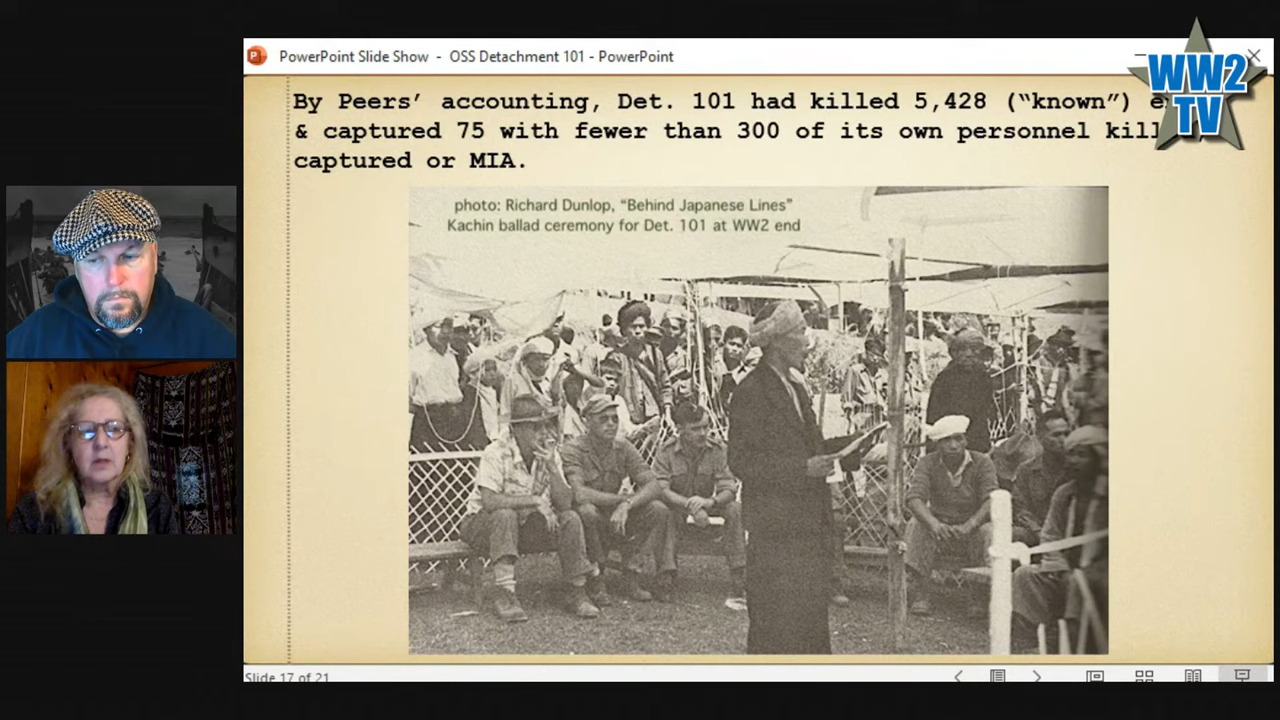 PowerPoint Slide Show - OSS Detachment 101 - PowerPoint
WW2
TV
By Peers’ accounting, Det. 101 had killed 5,428 (“known”)
& captured 75 with fewer than 300 of its own personnel
captured or MIA.
photo: Richard Dunlop, “Behind Japanese Lines”
Kachin ballad ceremony for Det. 101 at WW2 end
Slide 17 of 21